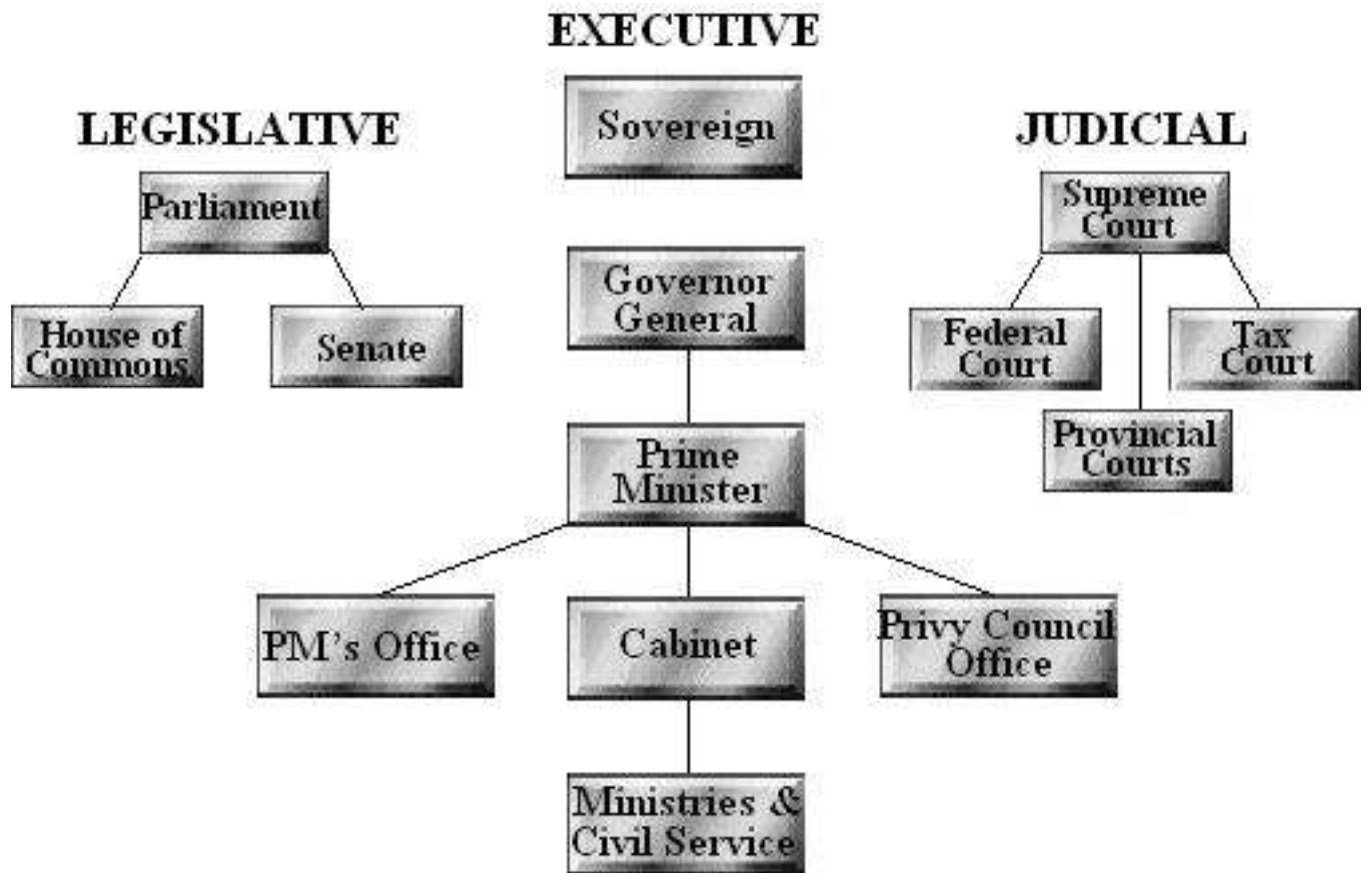 EXECUTIVE
Sovereign
LEGISLATIVE
JUDICIAL
Parliament
Supreme
Court
Governor
General
House of
Commons
Senate
Federal
Court
Tax
Court
Prime
Minister
Provincial
Courts
PM's Office
Cabinet
Privy Council
Office
Ministries &
Civil Service